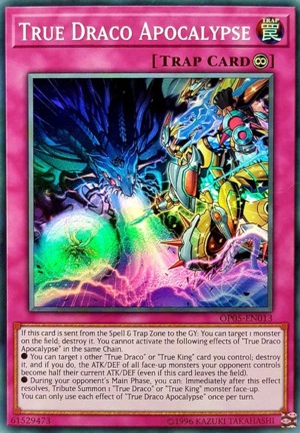 TRUE DRACO APOCALYPSE
TRAP
罠
[TRAP CARD ∞]
OP05-EN013
If this card is sent from the Spell & Trap Zone to the GY: You can target 1 monster
on the field; destroy it. You cannot activate the following effects of "True Draco
Apocalypse" in the same Chain.
● You can target 1 other "True Draco" or "True King" card you control; destroy
it, and if you do, the ATK/DEF of all face-up monsters your opponent controls
become half their current ATK/DEF (even if this card leaves the field).
● During your opponent's Main Phase, you can: Immediately after this effect
resolves, Tribute Summon 1 "True Draco" or "True King" monster face-up.
You can only use each effect of "True Draco Apocalypse" once per turn.
61529473
©1996 KAZUKI TAKAHASHI